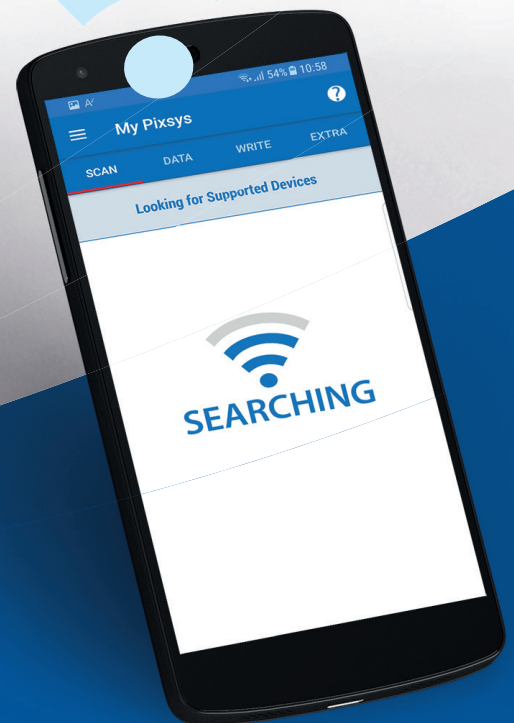 54% 10:58
My Pixsys
SCAN DATA WRITE EXTRA
Looking for Supported Devices
SEARCHING